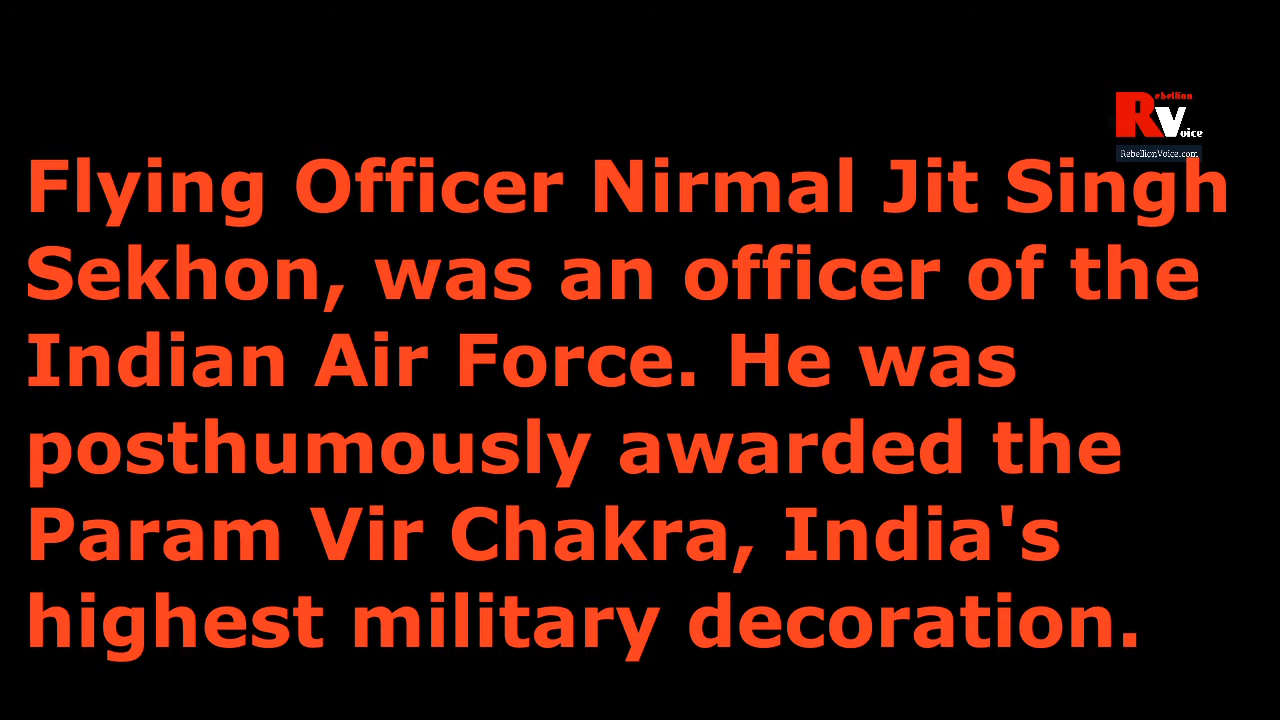 Rebellion
Voice
RebellionVoice.com
Flying Officer Nirmal Jit Singh
Sekhon, was an officer of the
Indian Air Force. He was
posthumously awarded the
Param Vir Chakra, India's
highest military decoration.